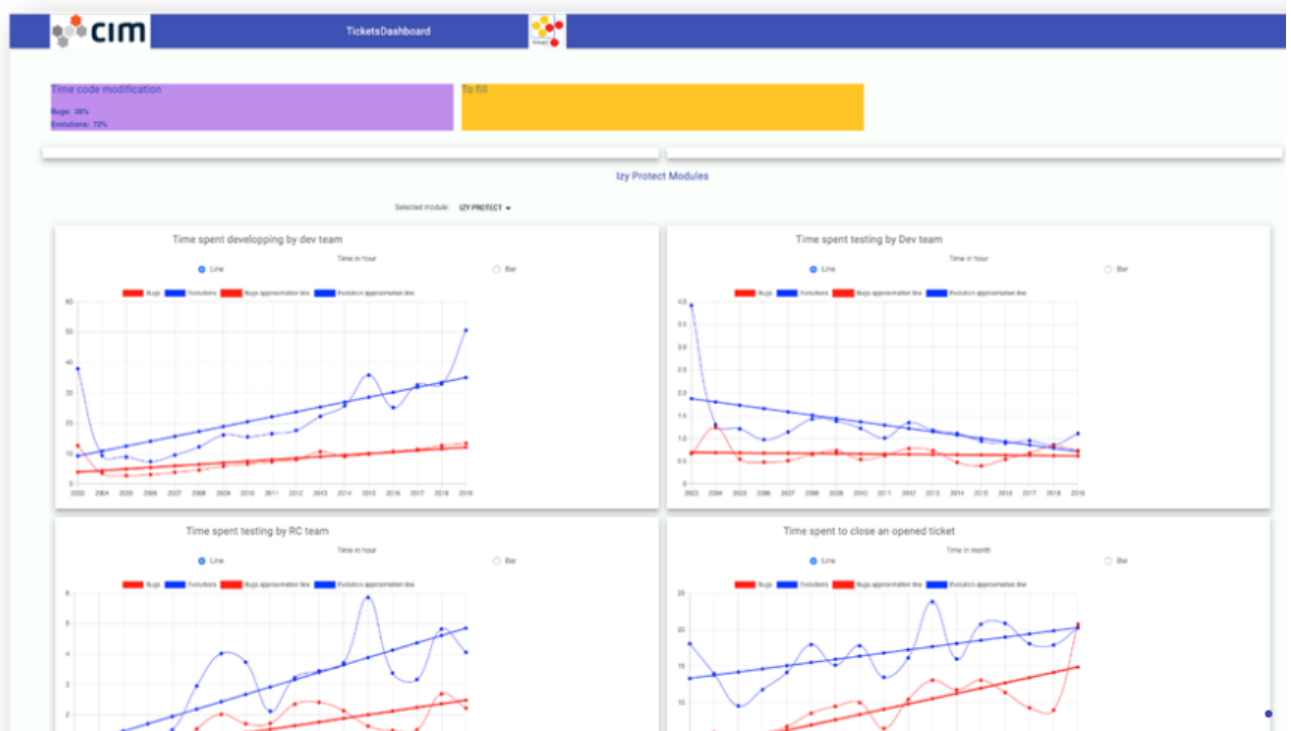 CIM
TicketsDashboard
Time code modification
Bugs: 28%
Evolutions: 72%
To fill
Izy Protect Modules
Selected module: IZY PROTECT
Time spent developping by dev team
Time in hour
Line
Bar
Bugs Evolutions Bugs approximation line Evolution approximation line
60
50
40
30
20
10
0
2003 2004 2005 2006 2007 2008 2009 2010 2011 2012 2013 2014 2015 2016 2017 2018 2019
Time spent testing by Dev team
Time in hour
Line
Bar
Bugs Evolutions Bugs approximation line Evolution approximation line
4.0
3.5
3.0
2.5
2.0
1.5
1.0
0.5
0
2003 2004 2005 2006 2007 2008 2009 2010 2011 2012 2013 2014 2015 2016 2017 2018 2019
Time spent testing by RC team
Time in hour
Line
Bar
Bugs Evolutions Bugs approximation line Evolution approximation line
6
5
4
3
2
Time spent to close an opened ticket
Time in month
Line
Bar
Bugs Evolutions Bugs approximation line Evolution approximation line
25
20
15
10